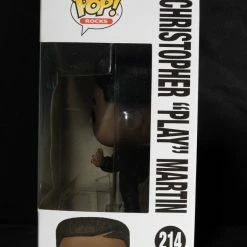 POP!
ROCKS
CHRISTOPHER "PLAY" MARTIN
214